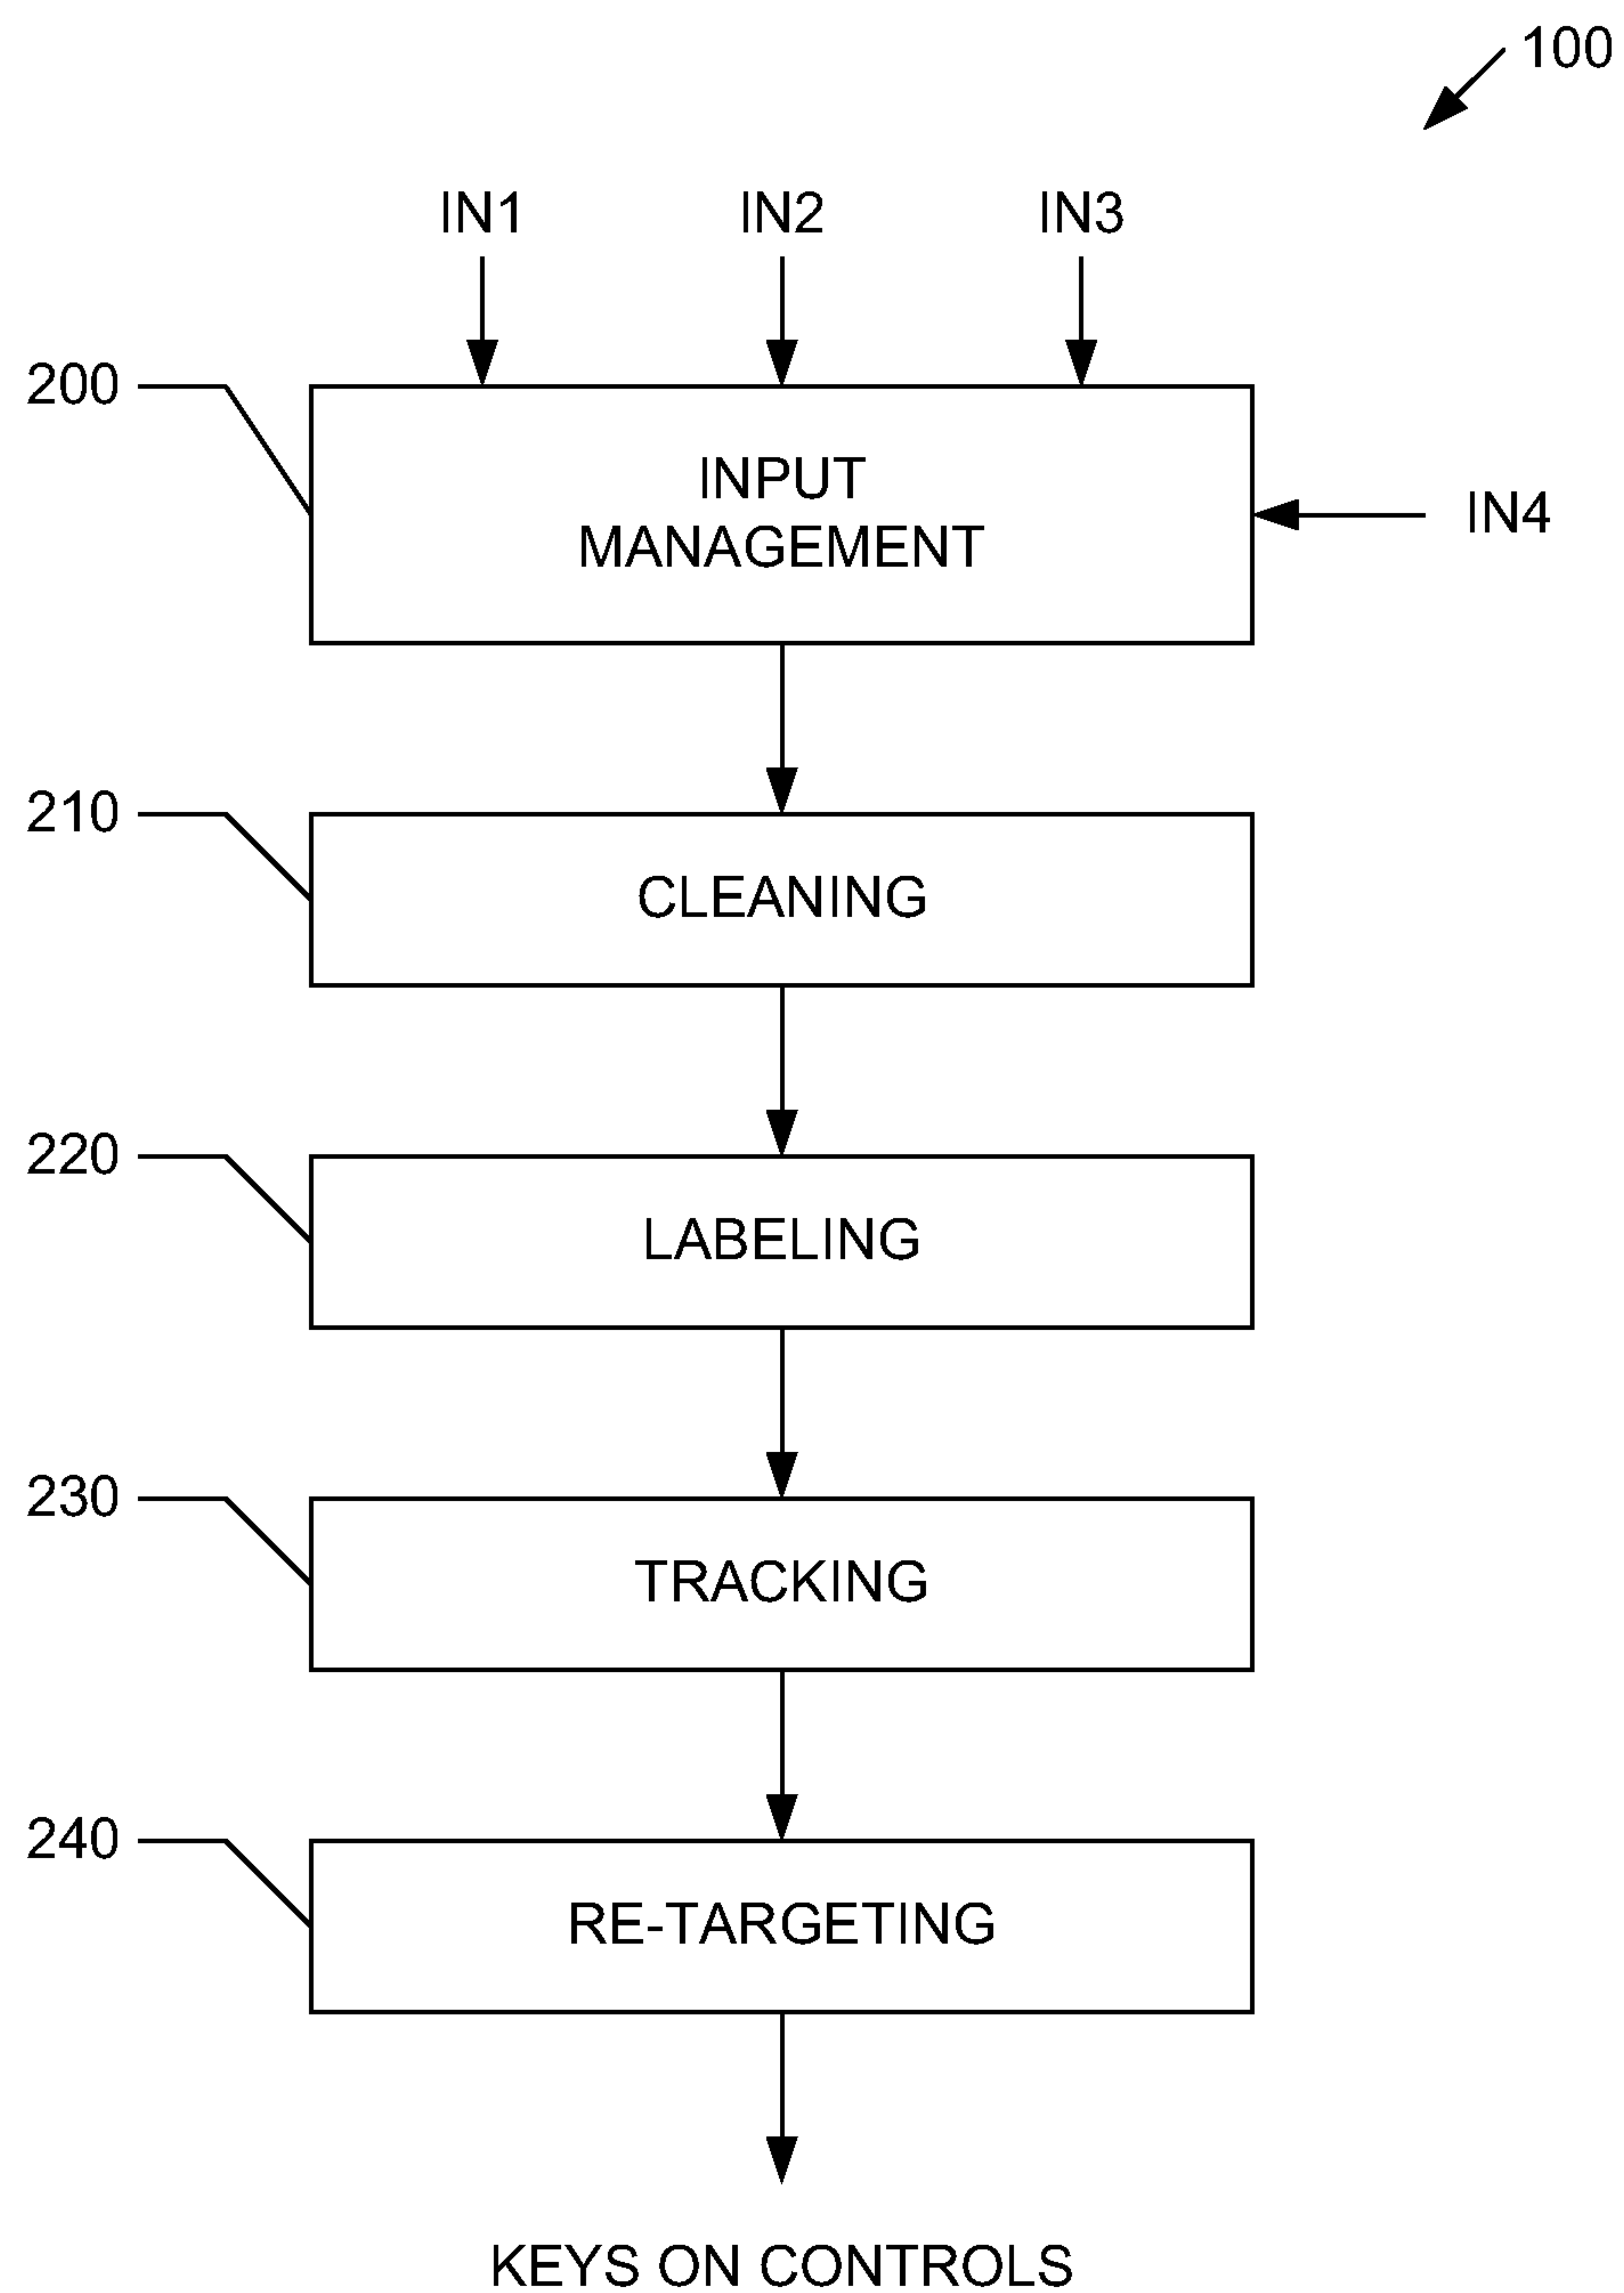 100
IN1 IN2 IN3
200
INPUT
MANAGEMENT
IN4
210
CLEANING
220
LABELING
230
TRACKING
240
RE-TARGETING
KEYS ON CONTROLS